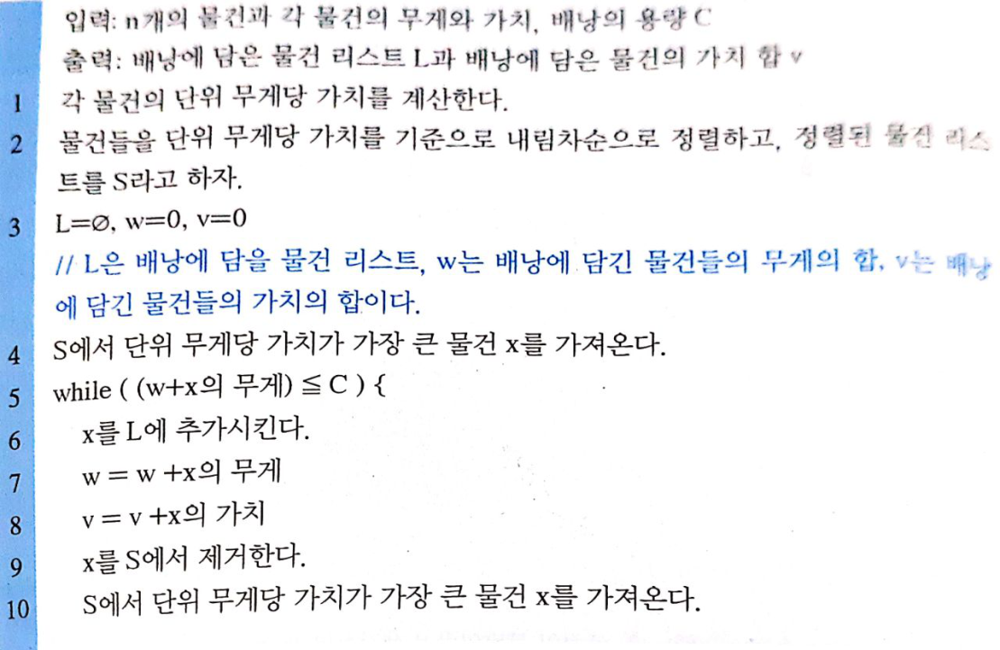 입력: n개의 물건과 각 물건의 무게와 가치, 배낭의 용량 C
출력: 배낭에 담은 물건 리스트 L과 배낭에 담은 물건의 가치 합 v
1 각 물건의 단위 무게당 가치를 계산한다.
2 물건들을 단위 무게당 가치를 기준으로 내림차순으로 정렬하고, 정렬된 물건 리스
트를 S라고 하자.
3 L=∅, w=0, v=0
// L은 배낭에 담을 물건 리스트, w는 배낭에 담긴 물건들의 무게의 합, v는 배낭
에 담긴 물건들의 가치의 합이다.
4 S에서 단위 무게당 가치가 가장 큰 물건 x를 가져온다.
5 while ( (w+x의 무게) ≦ C ) {
6 x를 L에 추가시킨다.
7 w = w +x의 무게
8 v = v +x의 가치
9 x를 S에서 제거한다.
10 S에서 단위 무게당 가치가 가장 큰 물건 x를 가져온다.